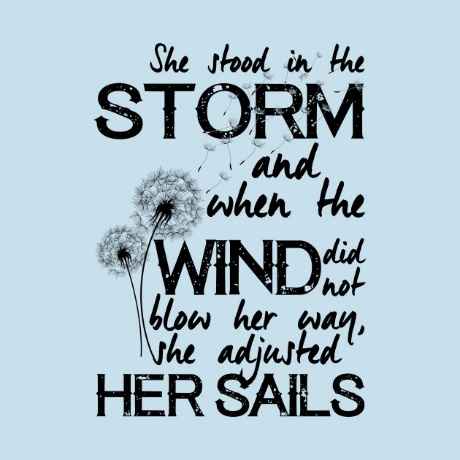 She stood in the
STORM
and
when the
WIND did
not
blow her way,
she adjusted
HER SAILS